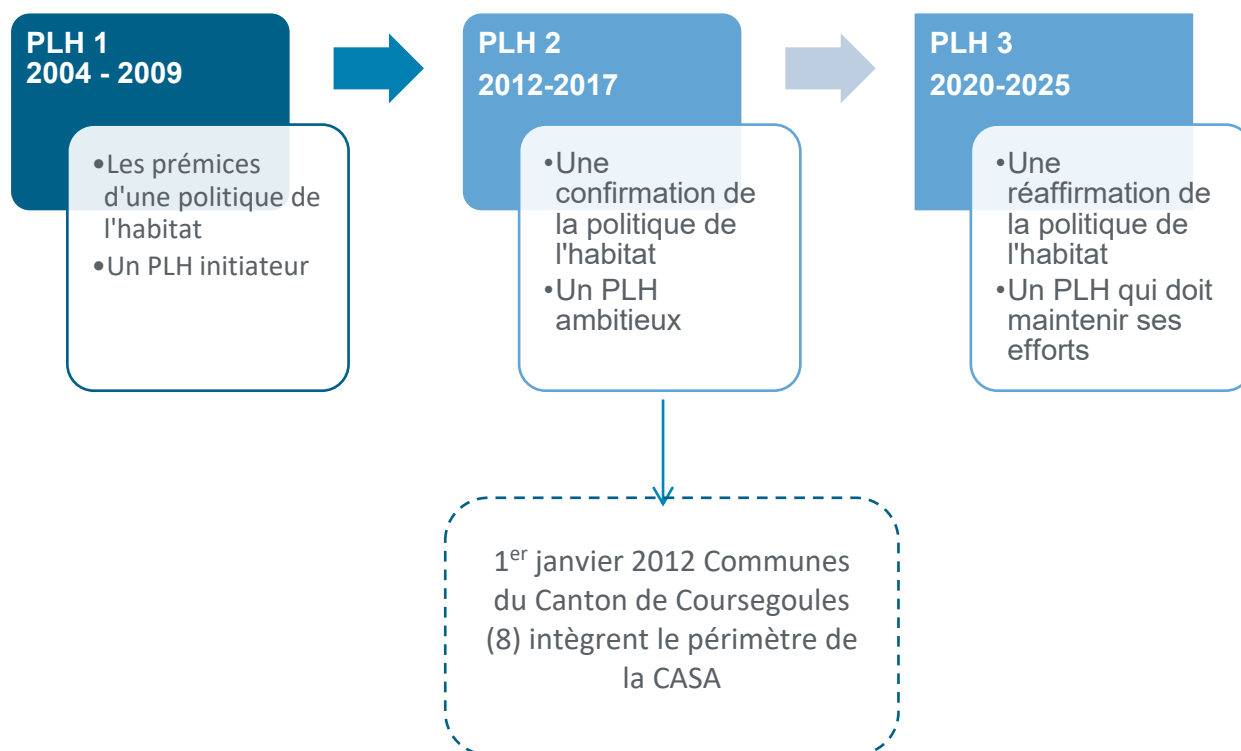 PLH 1
2004 - 2009
•Les prémices
d'une politique de
l'habitat
•Un PLH initiateur
PLH 2
2012-2017
•Une
confirmation de
la politique de
l'habitat
•Un PLH
ambitieux
PLH 3
2020-2025
•Une
réaffirmation de
la politique de
l'habitat
•Un PLH qui doit
maintenir ses
efforts
1er janvier 2012 Communes
du Canton de Coursegoules
(8) intègrent le périmètre de
la CASA